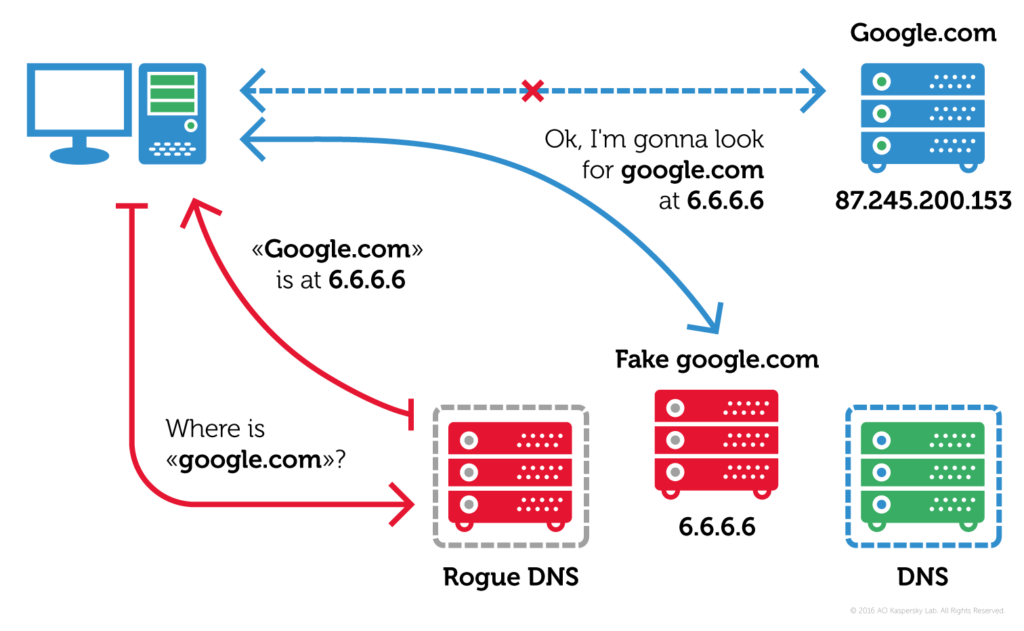 Google.com
87.245.200.153
Ok, I'm gonna look
for google.com
at 6.6.6.6
«Google.com»
is at 6.6.6.6
Where is
«google.com»?
Fake google.com
6.6.6.6
Rogue DNS
DNS
© 2016 AO Kaspersky Lab. All Rights Reserved.